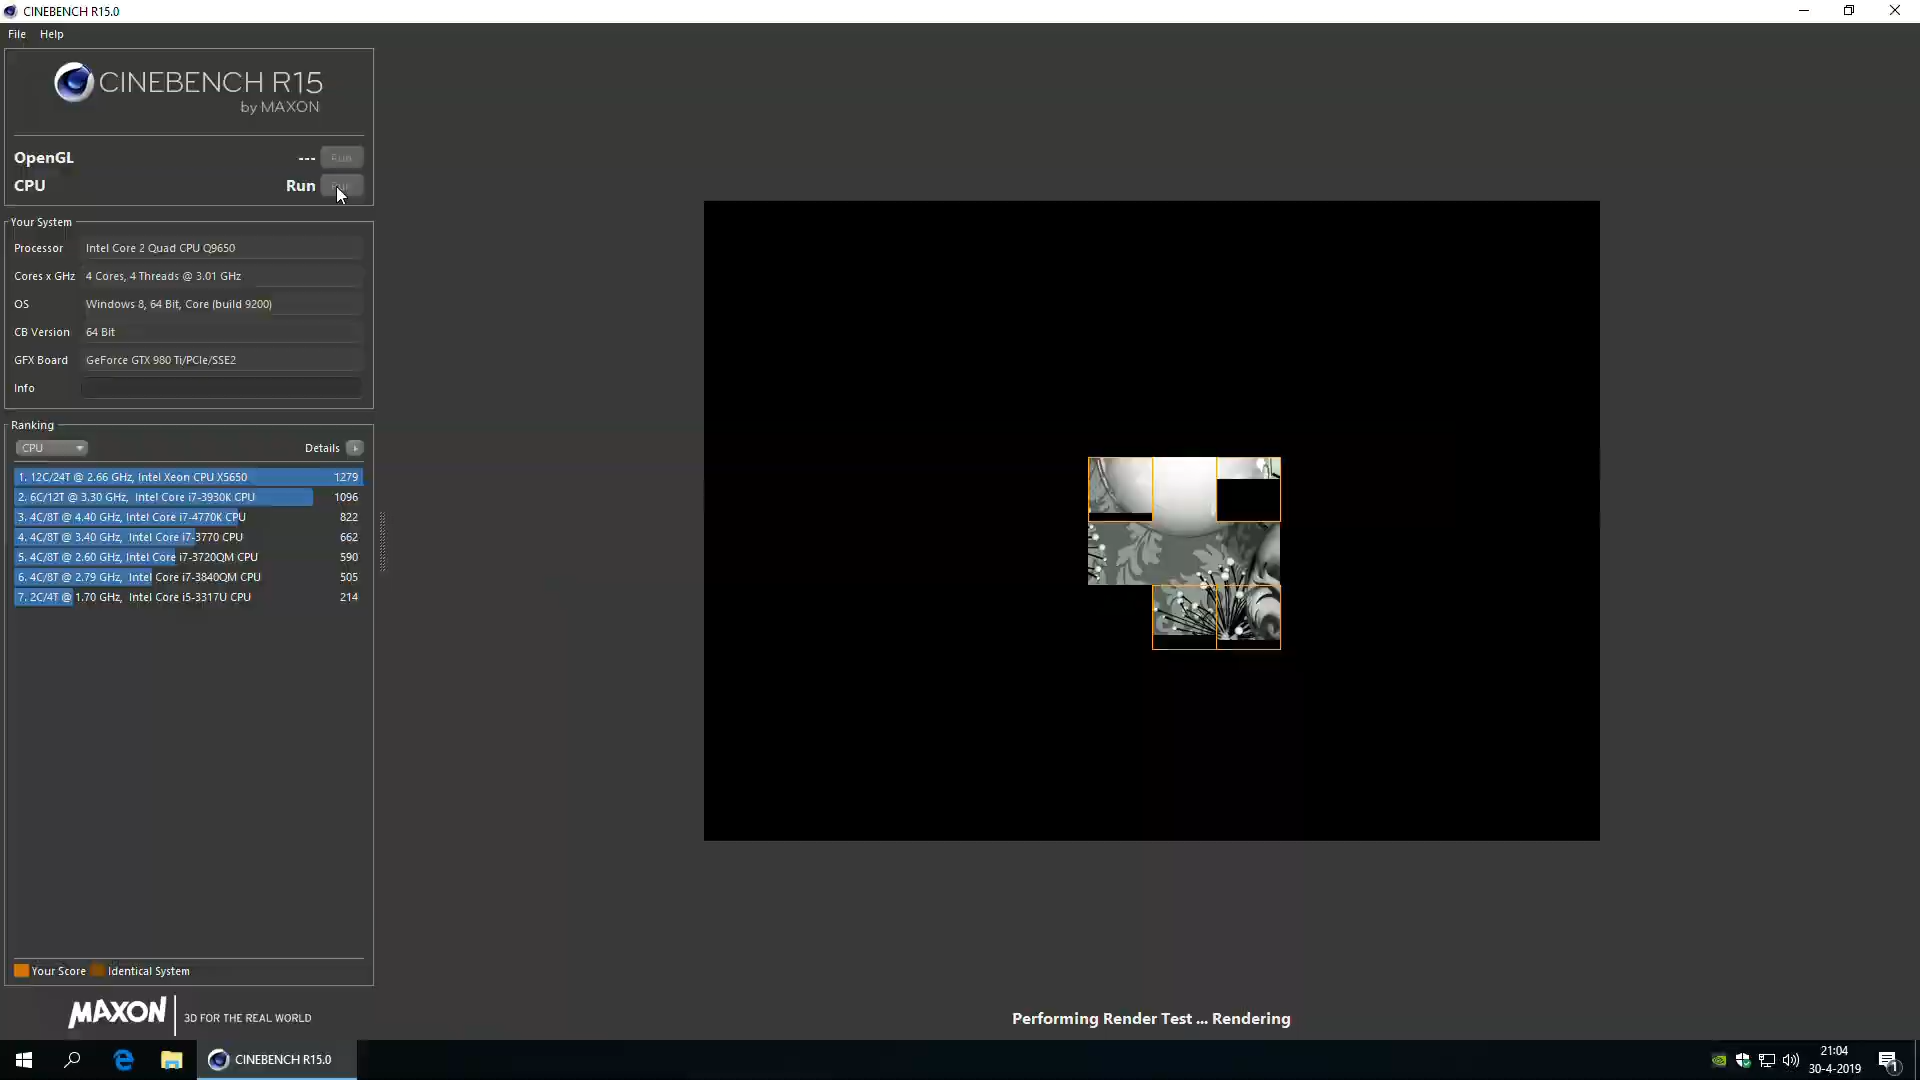 CINEBENCH R15.0
File Help
CINEBENCH R15
by MAXON
OpenGL --- Run
CPU Run
Your System
Processor Intel Core 2 Quad CPU Q9650
Cores x GHz 4 Cores, 4 Threads @ 3.01 GHz
OS Windows 8, 64 Bit, Core (build 9200)
CB Version 64 Bit
GFX Board GeForce GTX 980 Ti/PCIe/SSE2
Info
Ranking
CPU Details
1. 12C/24T @ 2.66 GHz, Intel Xeon CPU X5650 1279
2. 6C/12T @ 3.30 GHz, Intel Core i7-3930K CPU 1096
3. 4C/8T @ 4.40 GHz, Intel Core i7-4770K CPU 822
4. 4C/8T @ 3.40 GHz, Intel Core i7-3770 CPU 662
5. 4C/8T @ 2.60 GHz, Intel Core i7-3720QM CPU 590
6. 4C/8T @ 2.79 GHz, Intel Core i7-3840QM CPU 505
7. 2C/4T @ 1.70 GHz, Intel Core i5-3317U CPU 214
Your Score Identical System
MAXON 3D FOR THE REAL WORLD
Performing Render Test ... Rendering
CINEBENCH R15.0
21:04
30-4-2019
1